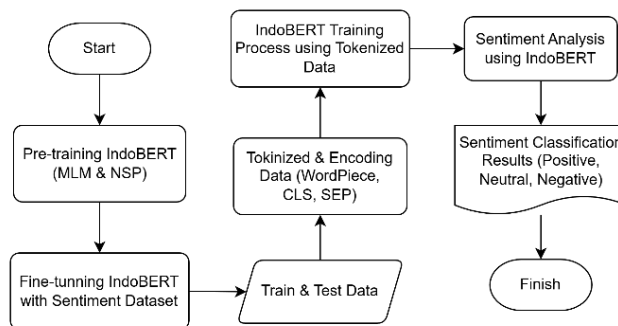 Start
Pre-training IndoBERT
(MLM & NSP)
Fine-tunning IndoBERT
with Sentiment Dataset
Train & Test Data
Tokinized & Encoding
Data (WordPiece,
CLS, SEP)
IndoBERT Training
Process using Tokenized
Data
Sentiment Analysis
using IndoBERT
Sentiment Classification
Results (Positive,
Neutral, Negative)
Finish